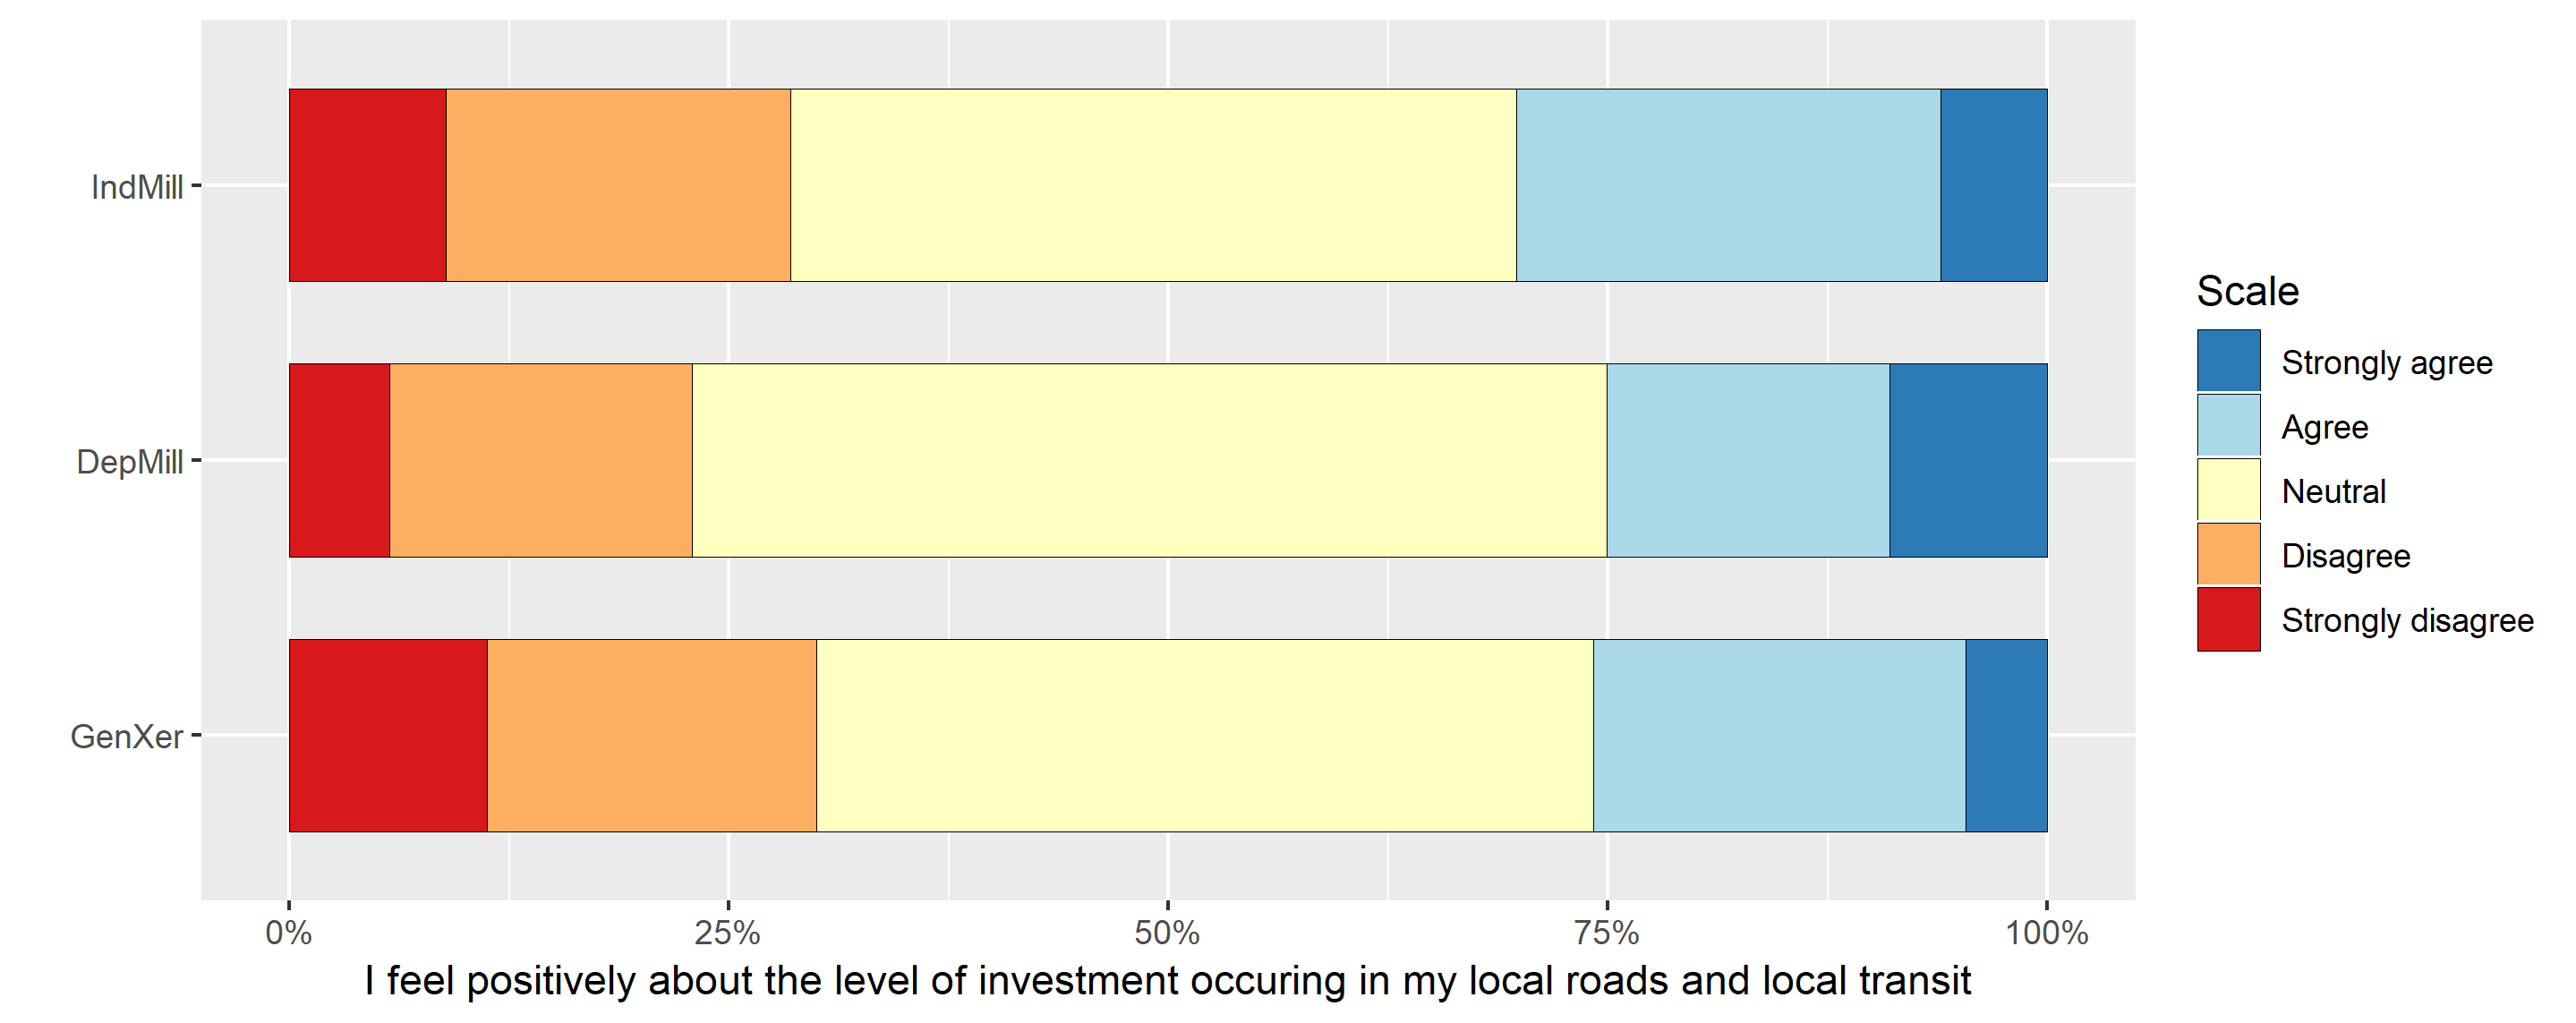 IndMill
DepMill
GenXer
0% 25% 50% 75% 100%
I feel positively about the level of investment occuring in my local roads and local transit
Scale
Strongly agree
Agree
Neutral
Disagree
Strongly disagree